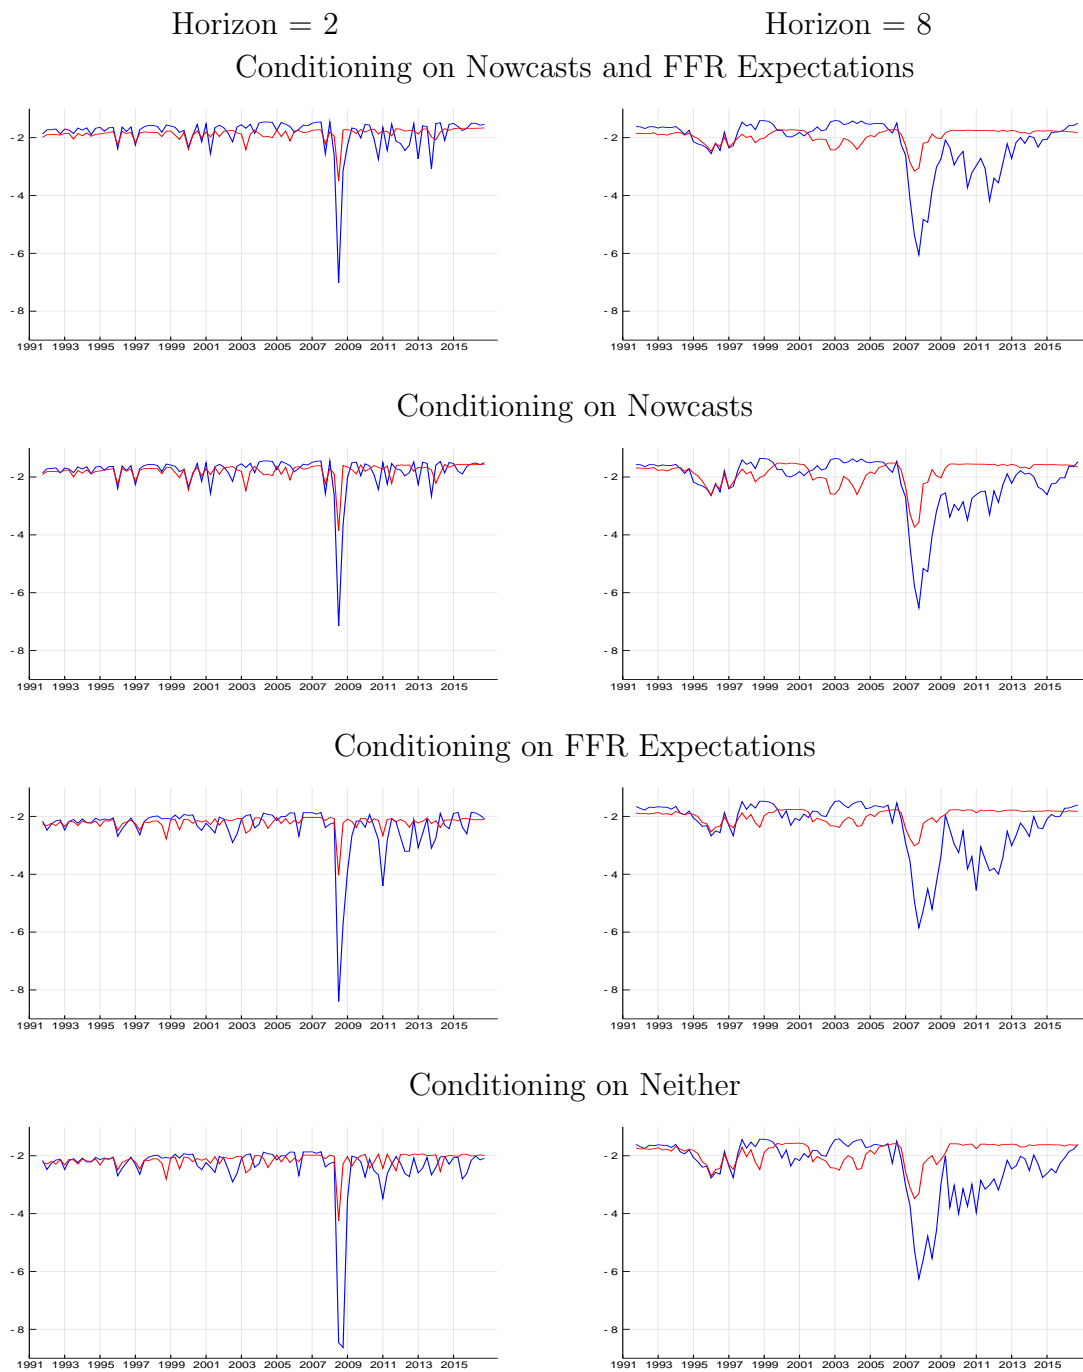 Horizon = 2 Horizon = 8
Conditioning on Nowcasts and FFR Expectations
-2 -2
-4 -4
-6 -6
-8 -8
1991 1993 1995 1997 1999 2001 2003 2005 2007 2009 2011 2013 2015 1991 1993 1995 1997 1999 2001 2003 2005 2007 2009 2011 2013 2015
Conditioning on Nowcasts
-2 -2
-4 -4
-6 -6
-8 -8
1991 1993 1995 1997 1999 2001 2003 2005 2007 2009 2011 2013 2015 1991 1993 1995 1997 1999 2001 2003 2005 2007 2009 2011 2013 2015
Conditioning on FFR Expectations
-2 -2
-4 -4
-6 -6
-8 -8
1991 1993 1995 1997 1999 2001 2003 2005 2007 2009 2011 2013 2015 1991 1993 1995 1997 1999 2001 2003 2005 2007 2009 2011 2013 2015
Conditioning on Neither
-2 -2
-4 -4
-6 -6
-8 -8
1991 1993 1995 1997 1999 2001 2003 2005 2007 2009 2011 2013 2015 1991 1993 1995 1997 1999 2001 2003 2005 2007 2009 2011 2013 2015